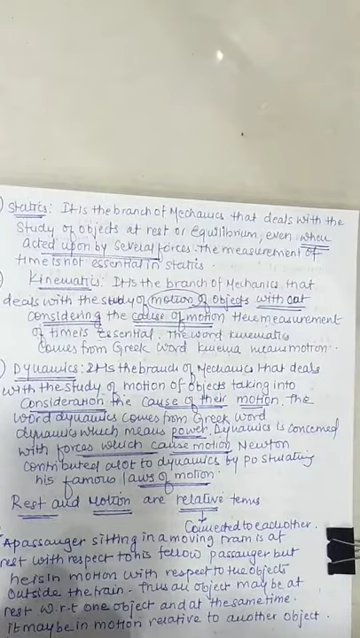 ) Statics: It is the branch of Mechanics that deals with the
study of objects at rest or Equilibrium, even when
acted upon by several forces. The measurement of
time is not essential in statics.
) Kinematics: It is the branch of Mechanics that
deals with the study of motion of objects with out
considering the cause of motion Here measurement
of time is Essential. The word kinematics
comes from Greek word kinema means motion.
) Dynamics: It is the branch of Mechanics that deals
with the study of motion of objects taking into
Consideration the cause of their motion. The
word dynamics comes from Greek word
dynamis which means power. Dynamics is concerned
with forces which cause motion Newton
contributed a lot to dynamics by postulating
his famous laws of motion.
Rest and Motion are relative terms
Connected to each other.
A passanger sitting in a moving train is at
rest with respect to his fellow passanger but
he is in motion with respect to the objects
outside the train. Thus an object may be at
rest w.r.t one object and at the same time.
it may be in motion relative to another object.